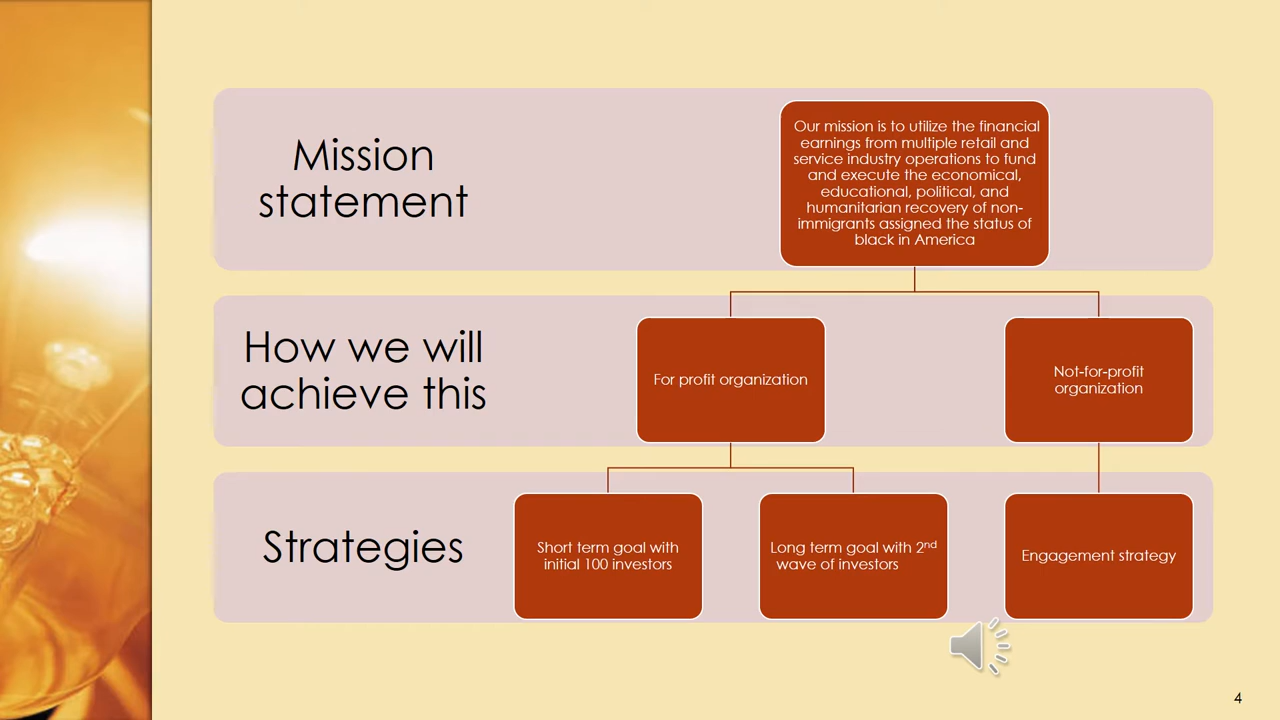 Mission
statement
Our mission is to utilize the financial
earnings from multiple retail and
service industry operations to fund
and execute the economical,
educational, political, and
humanitarian recovery of non-
immigrants assigned the status of
black in America
How we will
achieve this
For profit organization
Not-for-profit
organization
Strategies
Short term goal with
initial 100 investors
Long term goal with 2nd
wave of investors
Engagement strategy
4